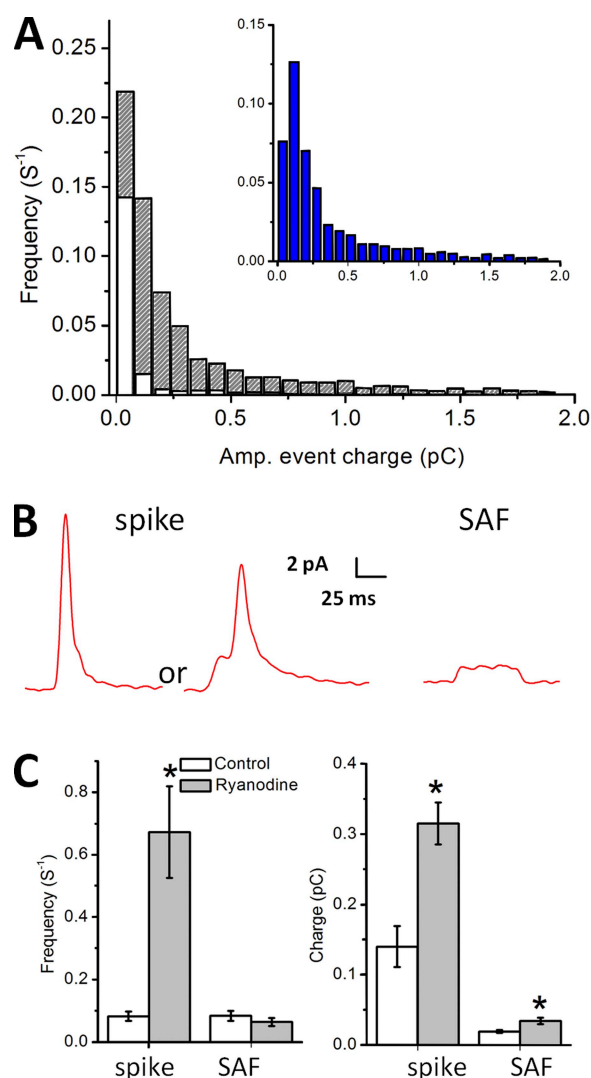 A
Frequency (S⁻¹)
0.25
0.20
0.15
0.10
0.05
0.00
0.0 0.5 1.0 1.5 2.0
Amp. event charge (pC)
0.15
0.10
0.05
0.00
0.0 0.5 1.0 1.5 2.0
B
spike
SAF
2 pA
25 ms
or
C
Control
Ryanodine
Frequency (S⁻¹)
0.8
0.6
0.4
0.2
0.0
*
spike SAF
Charge (pC)
0.4
0.3
0.2
0.1
0.0
*
*
spike SAF